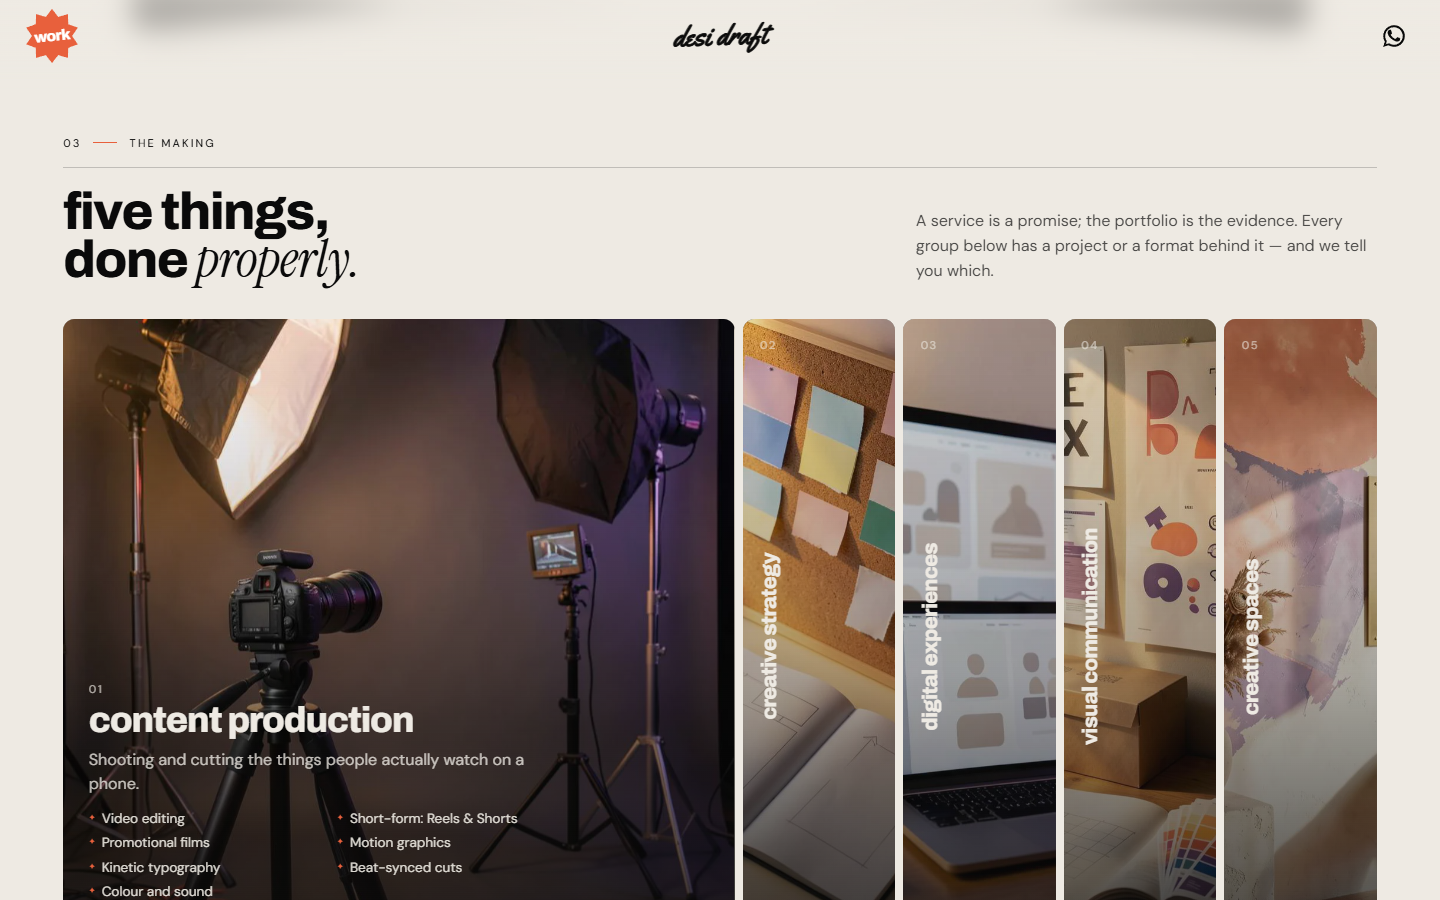 work
desi draft
03 — THE MAKING
five things,
done properly.
A service is a promise; the portfolio is the evidence. Every
group below has a project or a format behind it — and we tell
you which.
01
content production
Shooting and cutting the things people actually watch on a
phone.
Video editing
Promotional films
Kinetic typography
Colour and sound
Short-form: Reels & Shorts
Motion graphics
Beat-synced cuts
02
creative strategy
03
digital experiences
04
E
X
visual communication
05
creative spaces